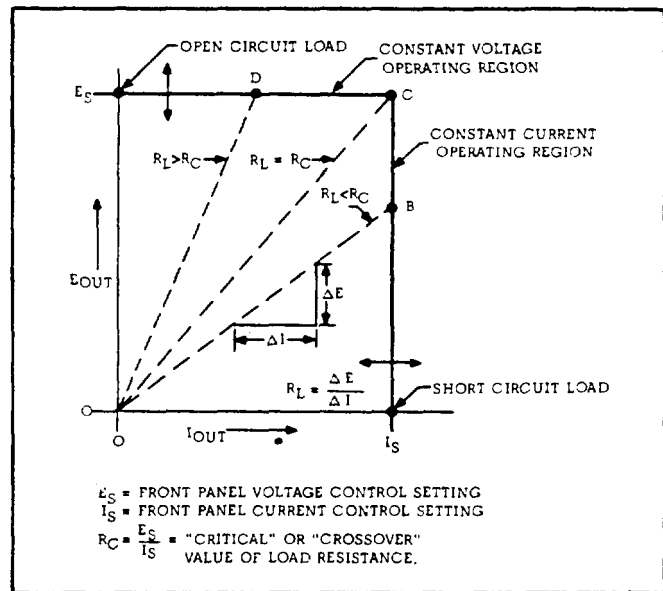 OPEN CIRCUIT LOAD
CONSTANT VOLTAGE
OPERATING REGION
E_S
D
C
CONSTANT CURRENT
OPERATING REGION
R_L>R_C
R_L = R_C
R_L<R_C
B
E_OUT
ΔE
ΔI
R_L = ΔE/ΔI
SHORT CIRCUIT LOAD
O
O
I_OUT
I_S
E_S = FRONT PANEL VOLTAGE CONTROL SETTING
I_S = FRONT PANEL CURRENT CONTROL SETTING
R_C = E_S/I_S = "CRITICAL" OR "CROSSOVER"
VALUE OF LOAD RESISTANCE.